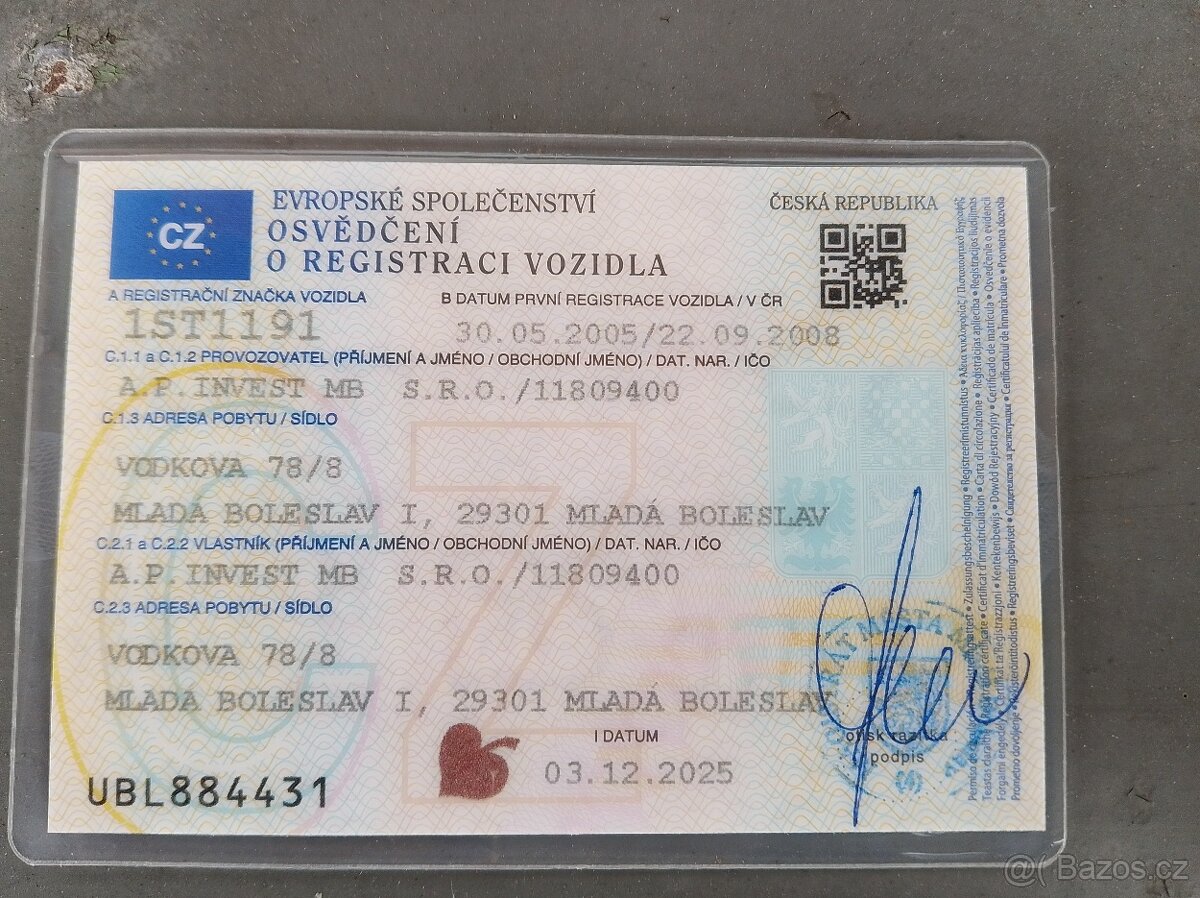 CZ
EVROPSKÉ SPOLEČENSTVÍ
OSVĚDČENÍ
O REGISTRACI VOZIDLA
ČESKÁ REPUBLIKA
A REGISTRAČNÍ ZNAČKA VOZIDLA
B DATUM PRVNÍ REGISTRACE VOZIDLA / V ČR
1ST1191
30.05.2005/22.09.2008
C.1.1 a C.1.2 PROVOZOVATEL (PŘÍJMENÍ A JMÉNO / OBCHODNÍ JMÉNO) / DAT. NAR. / IČO
A.P.INVEST MB S.R.O./11809400
C.1.3 ADRESA POBYTU / SÍDLO
VODKOVA 78/8
MLADÁ BOLESLAV I, 29301 MLADÁ BOLESLAV
C.2.1 a C.2.2 VLASTNÍK (PŘÍJMENÍ A JMÉNO / OBCHODNÍ JMÉNO) / DAT. NAR. / IČO
A.P.INVEST MB S.R.O./11809400
C.2.3 ADRESA POBYTU / SÍDLO
VODKOVA 78/8
MLADÁ BOLESLAV I, 29301 MLADÁ BOLESLAV
I DATUM
03.12.2025
UBL884431
otisk razítka
podpis
(4)
@( Bazos.cz